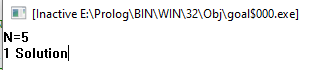 [Inactive E:\Prolog\BIN\WIN\32\Obj\goal$000.exe]
N=5
1 Solution